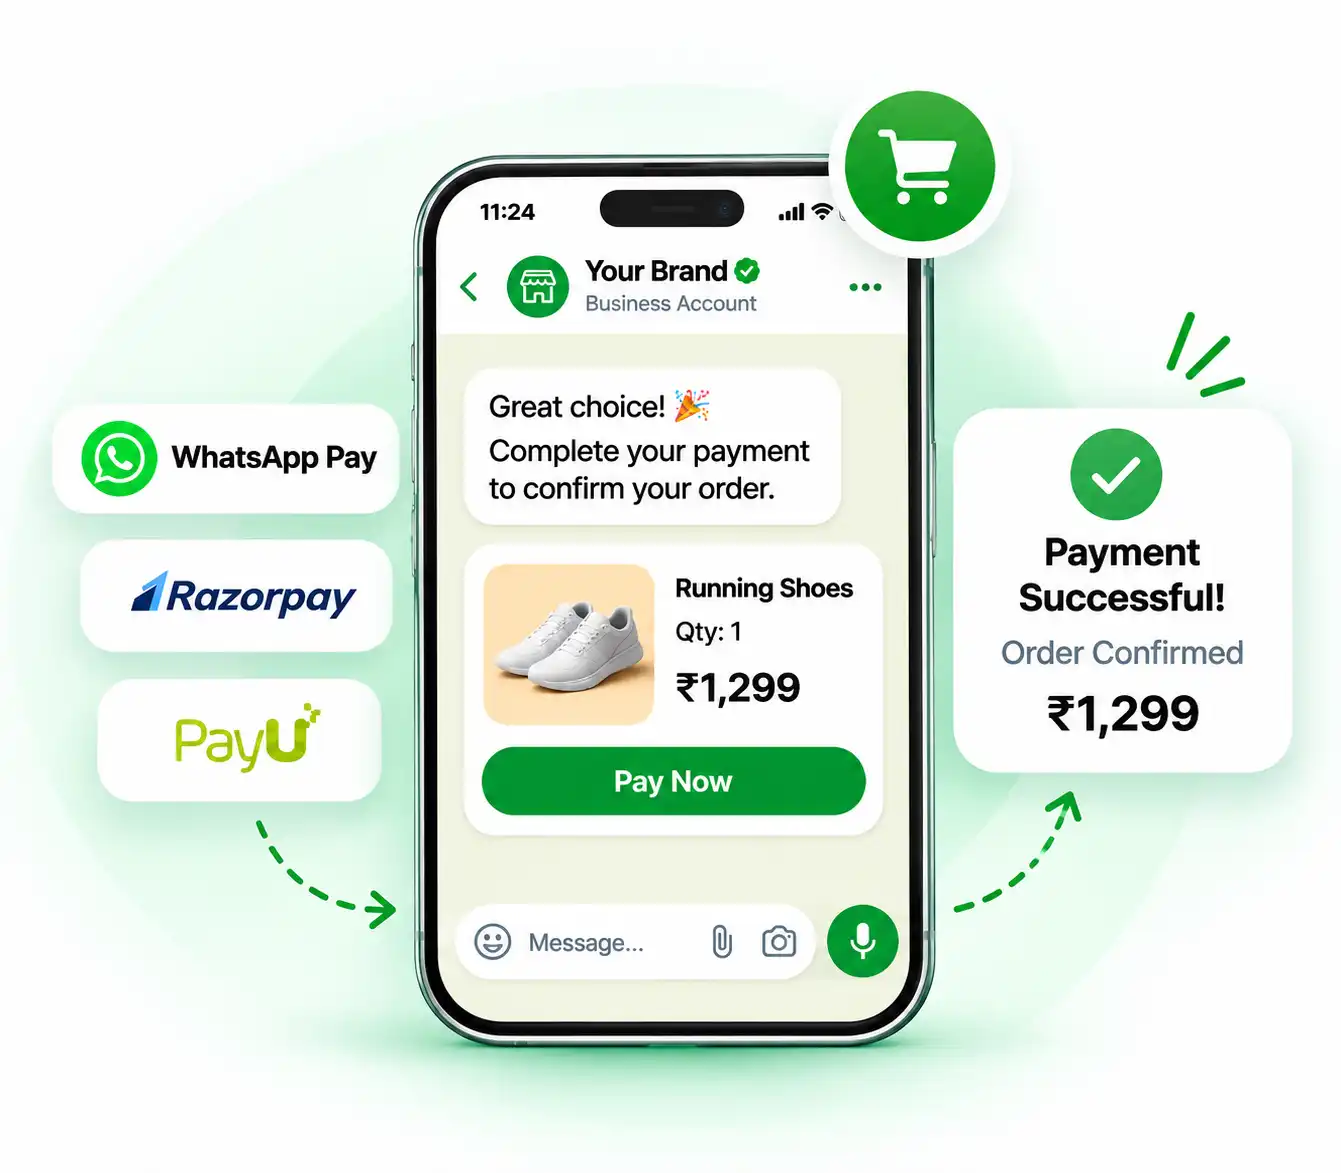 11:24
Your Brand
Business Account
Great choice! 🎉
Complete your payment
to confirm your order.
Running Shoes
Qty: 1
₹1,299
Pay Now
Message...
WhatsApp Pay
Razorpay
PayU
Payment
Successful!
Order Confirmed
₹1,299